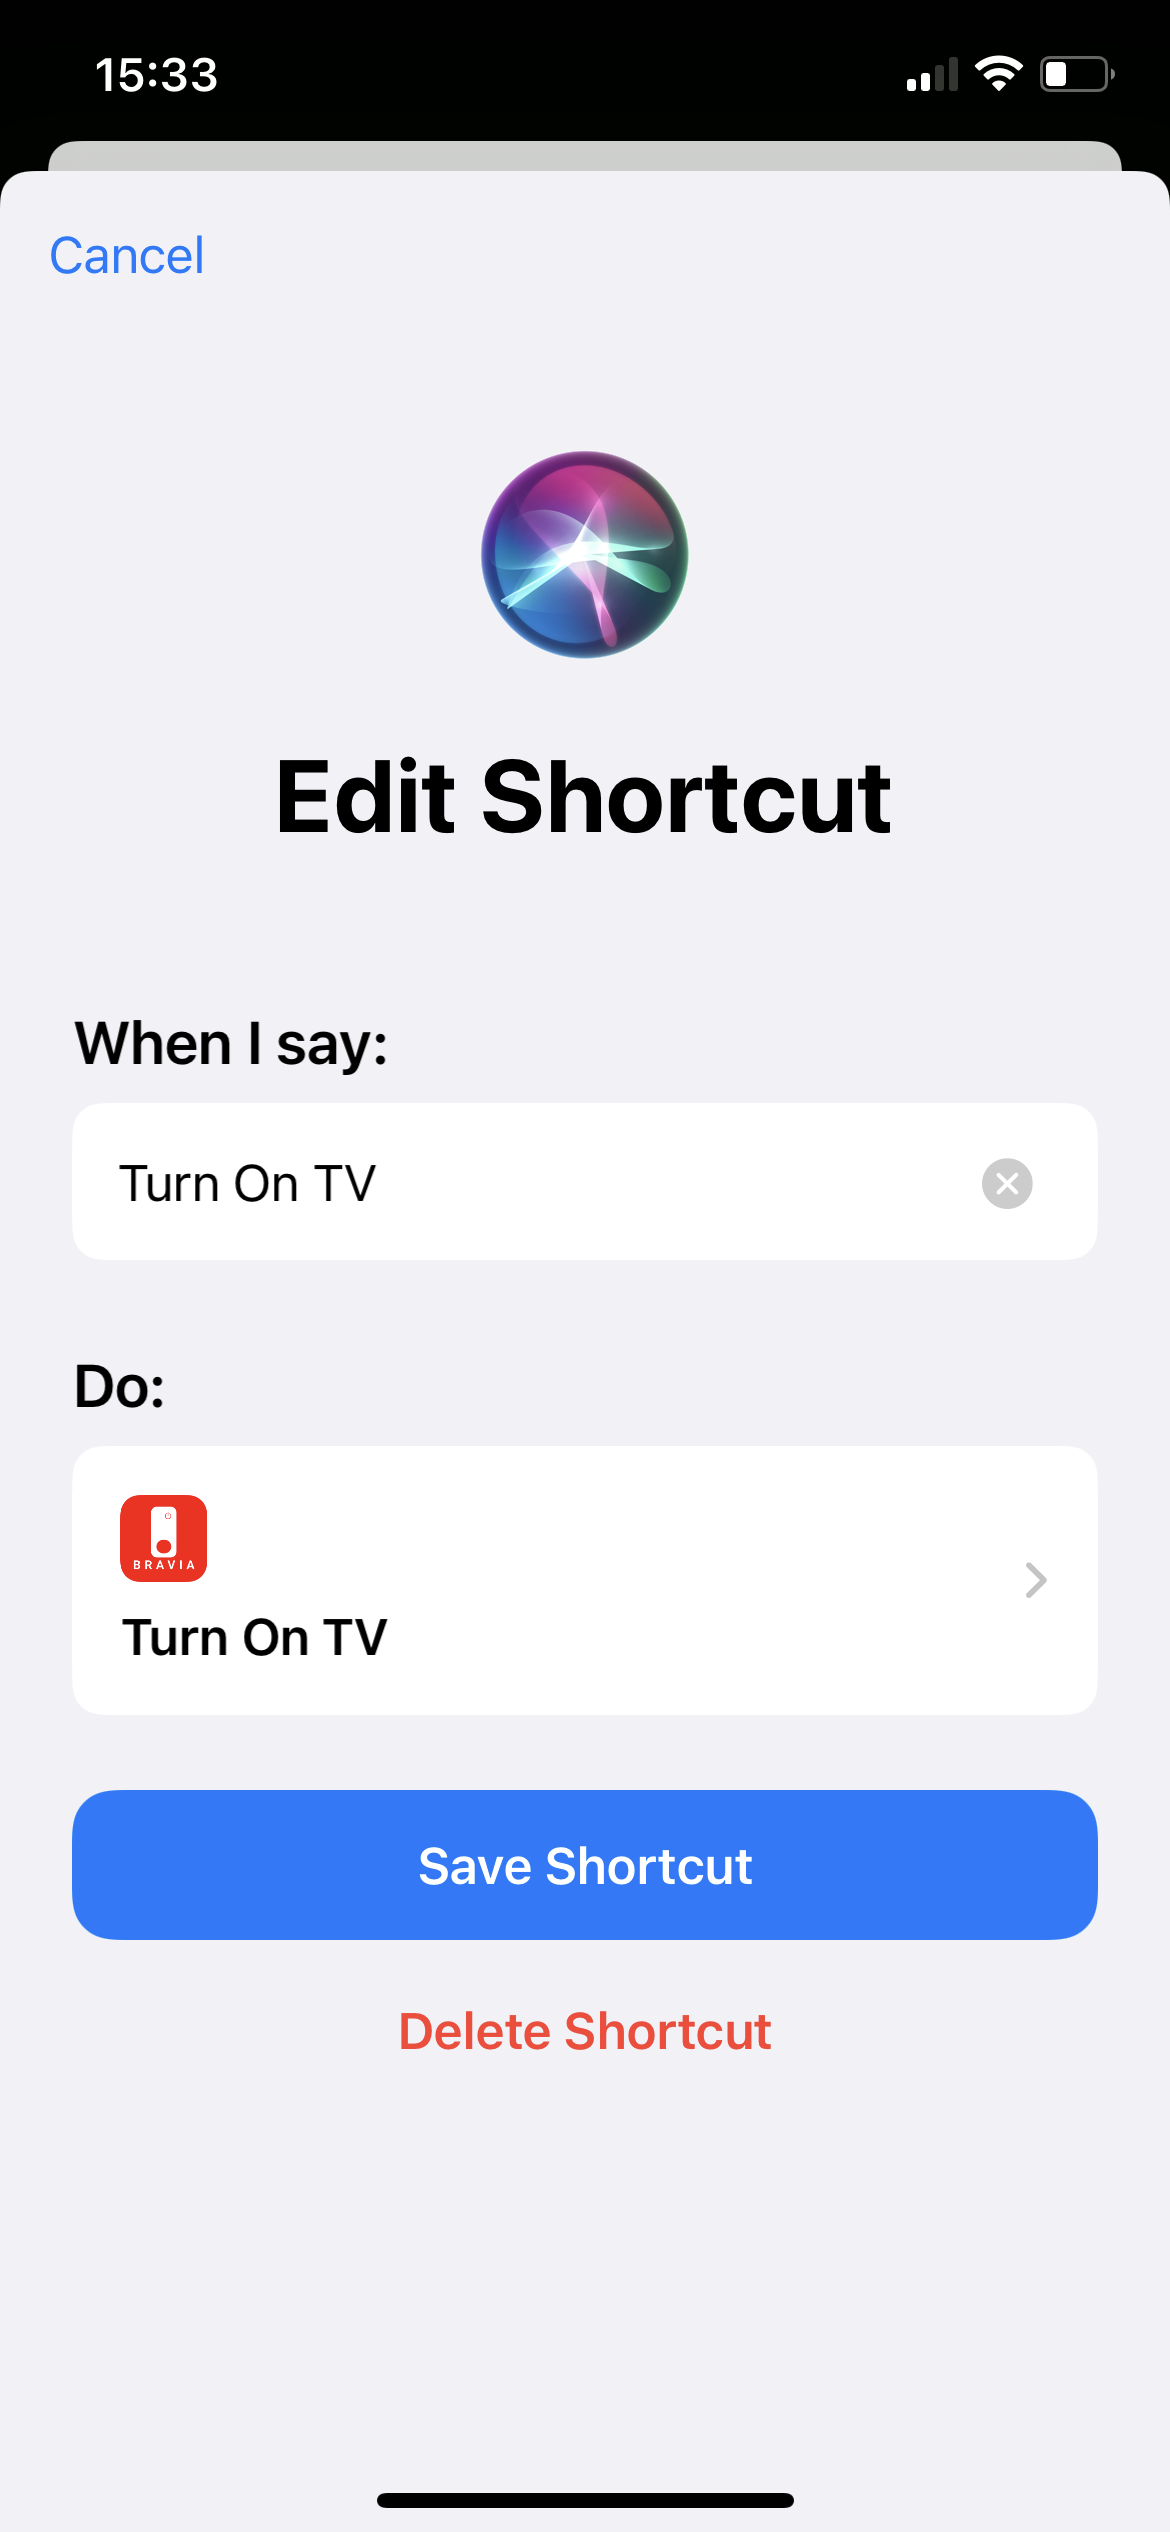 15:33
Cancel
Edit Shortcut
When I say:
Turn On TV
Do:
BRAVIA
Turn On TV
Save Shortcut
Delete Shortcut